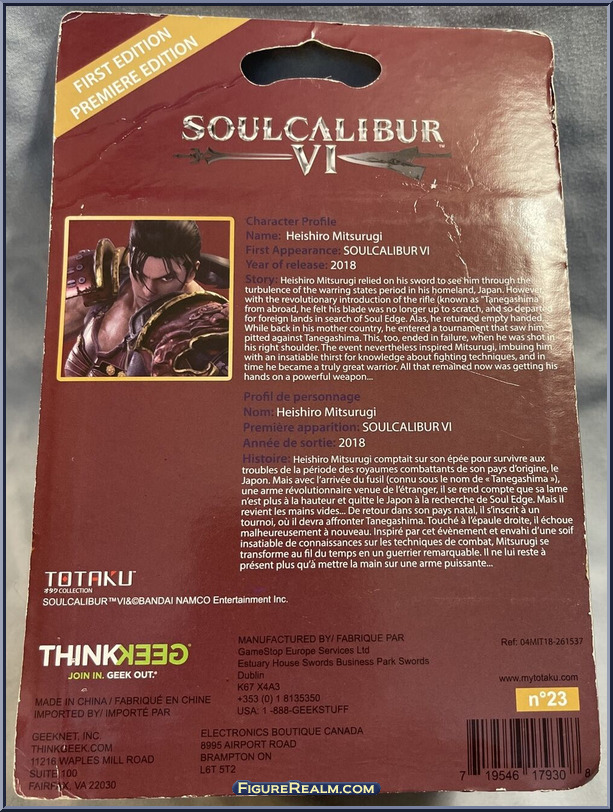 FIRST EDITION
PREMIERE EDITION
SOULCALIBUR™
VI
Character Profile
Name: Heishiro Mitsurugi
First Appearance: SOULCALIBUR VI
Year of release: 2018
Story: Heishiro Mitsurugi relied on his sword to see him through the
turbulence of the warring states period in his homeland, Japan. However,
with the revolutionary introduction of the rifle (known as "Tanegashima")
from abroad, he felt his blade was no longer up to scratch, and so departed
for foreign lands in search of Soul Edge. Alas, he returned empty handed.
While back in his mother country, he entered a tournament that saw him
pitted against Tanegashima. This, too, ended in failure, when he was shot in
his right shoulder. The event nevertheless inspired Mitsurugi, imbuing him
with an insatiable thirst for knowledge about fighting techniques, and in
time he became a truly great warrior. All that remained now was getting his
hands on a powerful weapon...
Profil de personnage
Nom: Heishiro Mitsurugi
Première apparition: SOULCALIBUR VI
Année de sortie: 2018
Histoire: Heishiro Mitsurugi comptait sur son épée pour survivre aux
troubles de la période des royaumes combattants de son pays d'origine, le
Japon. Mais avec l'arrivée du fusil (connu sous le nom de « Tanegashima »),
une arme révolutionnaire venue de l'étranger, il se rend compte que sa lame
n'est plus à la hauteur et quitte le Japon à la recherche de Soul Edge. Mais il
revient les mains vides... De retour dans son pays natal, il s'inscrit à un
tournoi, où il devra affronter Tanegashima. Touché à l'épaule droite, il échoue
malheureusement à nouveau. Inspiré par cet évènement et envahi d'une soif
insatiable de connaissances sur les techniques de combat, Mitsurugi se
transforme au fil du temps en un guerrier remarquable. Il ne lui reste à
présent plus qu'à mettre la main sur une arme puissante...
TOTAKU™
オタク COLLECTION
SOULCALIBUR™VI&©BANDAI NAMCO Entertainment Inc.
THINKGEEK
JOIN IN. GEEK OUT.®
MADE IN CHINA / FABRIQUÉ EN CHINE
IMPORTED BY/ IMPORTÉ PAR
GEEKNET, INC.
THINKGEEK.COM
11216 WAPLES MILL ROAD
SUITE 100
FAIRFAX, VA 22030
MANUFACTURED BY/ FABRIQUE PAR
GameStop Europe Services Ltd
Estuary House Swords Business Park Swords
Dublin
K67 X4A3
+353 (0) 1 8135350
USA: 1 -888-GEEKSTUFF
ELECTRONICS BOUTIQUE CANADA
8995 AIRPORT ROAD
BRAMPTON ON
L6T 5T2
Ref: 04MIT18-261537
www.mytotaku.com
n°23
7 19546 17930 8
FIGUREREALM.COM